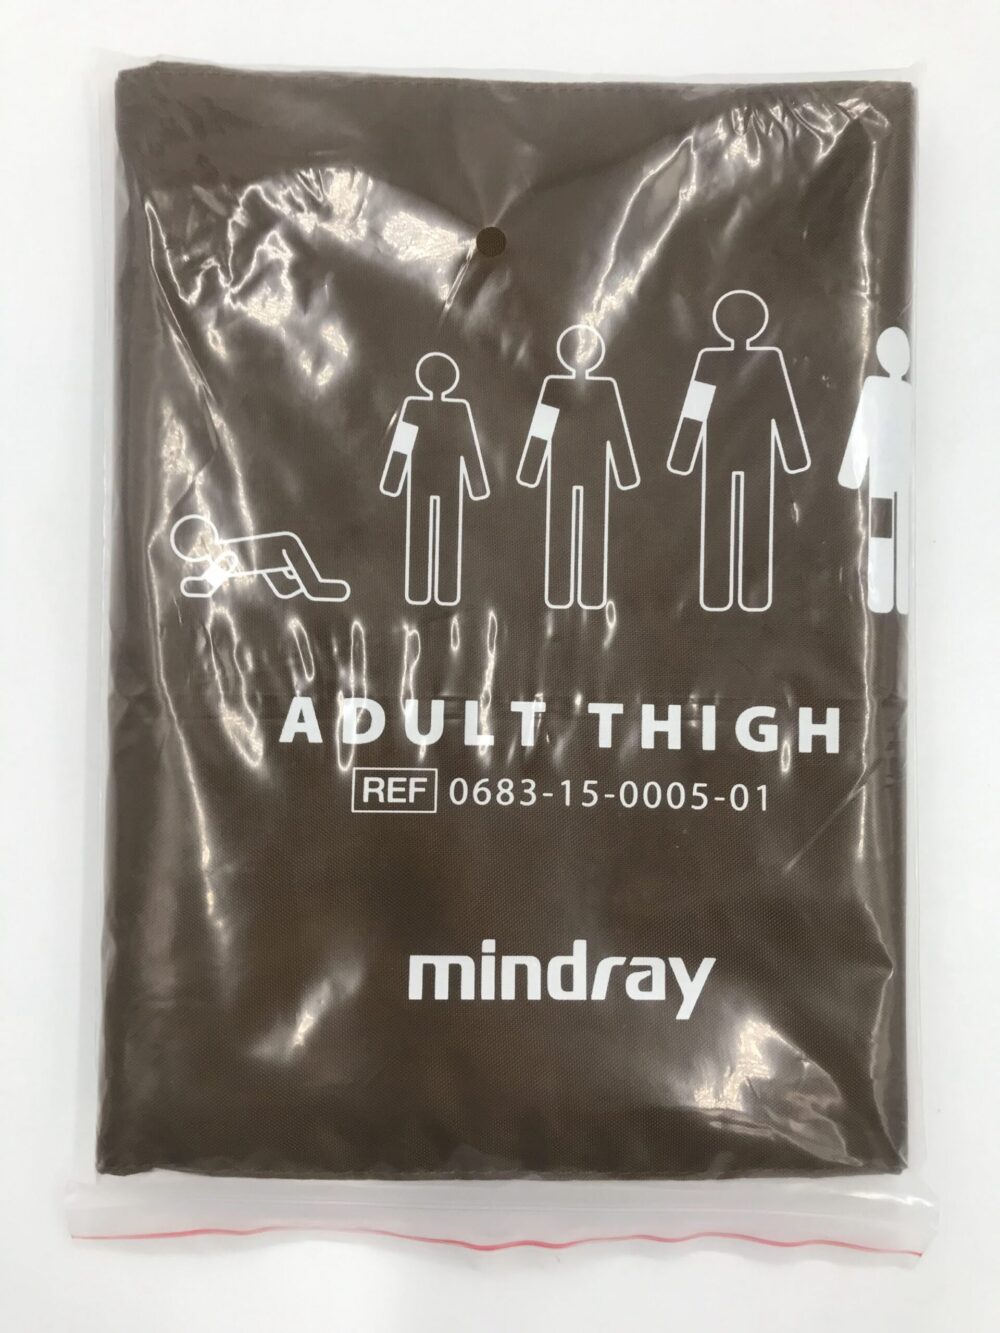 ADULT THIGH
REF 0683-15-0005-01
mindray